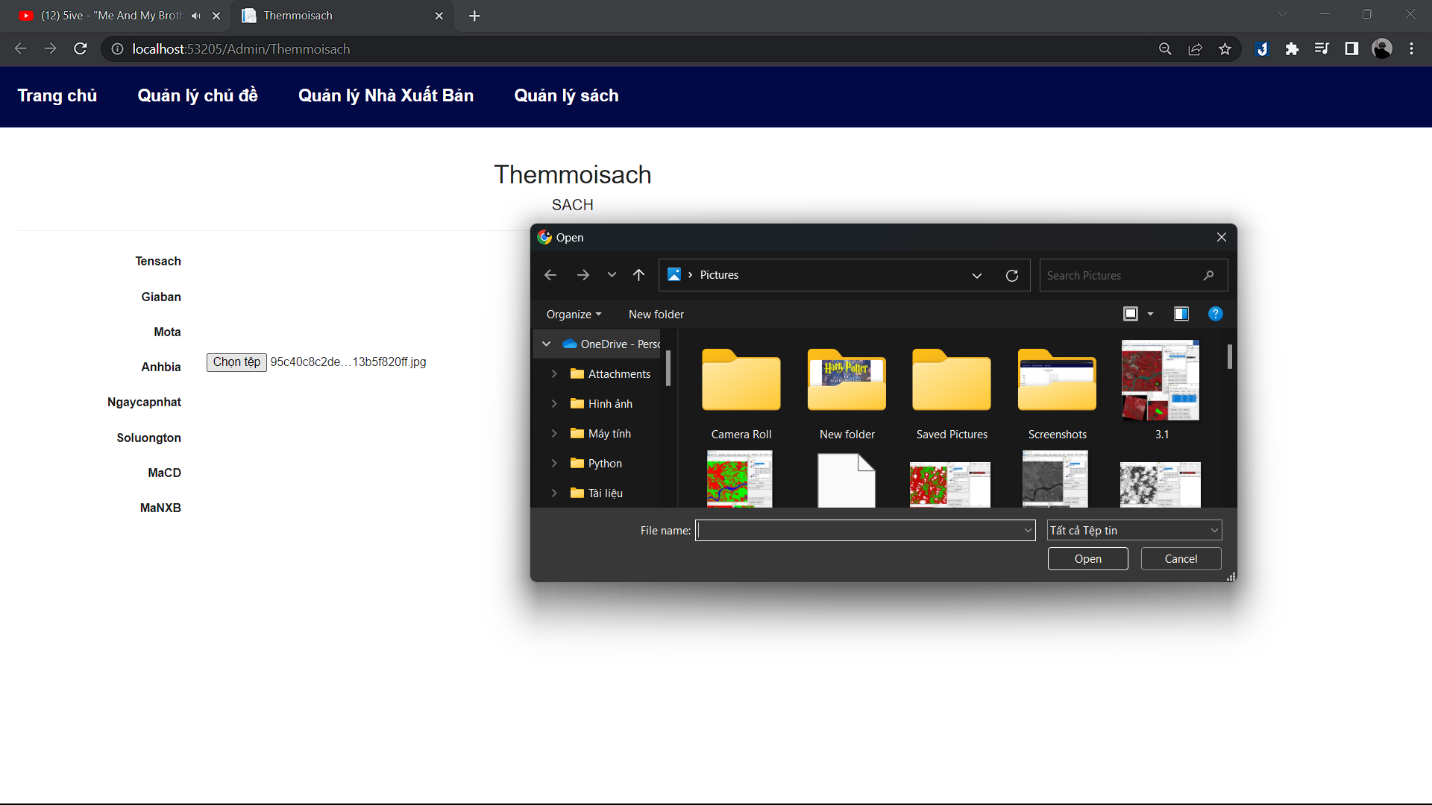 (12) 5ive - "Me And My Broth
Themmoisach
localhost:53205/Admin/Themmoisach
Trang chủ
Quản lý chủ đề
Quản lý Nhà Xuất Bản
Quản lý sách
Themmoisach
SACH
Tensach
Giaban
Mota
Anhbia
Chọn tệp 95c40c8c2de…13b5f820ff.jpg
Ngaycapnhat
Soluongton
MaCD
MaNXB
Open
Pictures
Search Pictures
Organize
New folder
OneDrive - Perso
Attachments
Hình ảnh
Máy tính
Python
Tài liệu
Camera Roll
New folder
Saved Pictures
Screenshots
3.1
File name:
Tất cả Tệp tin
Open
Cancel